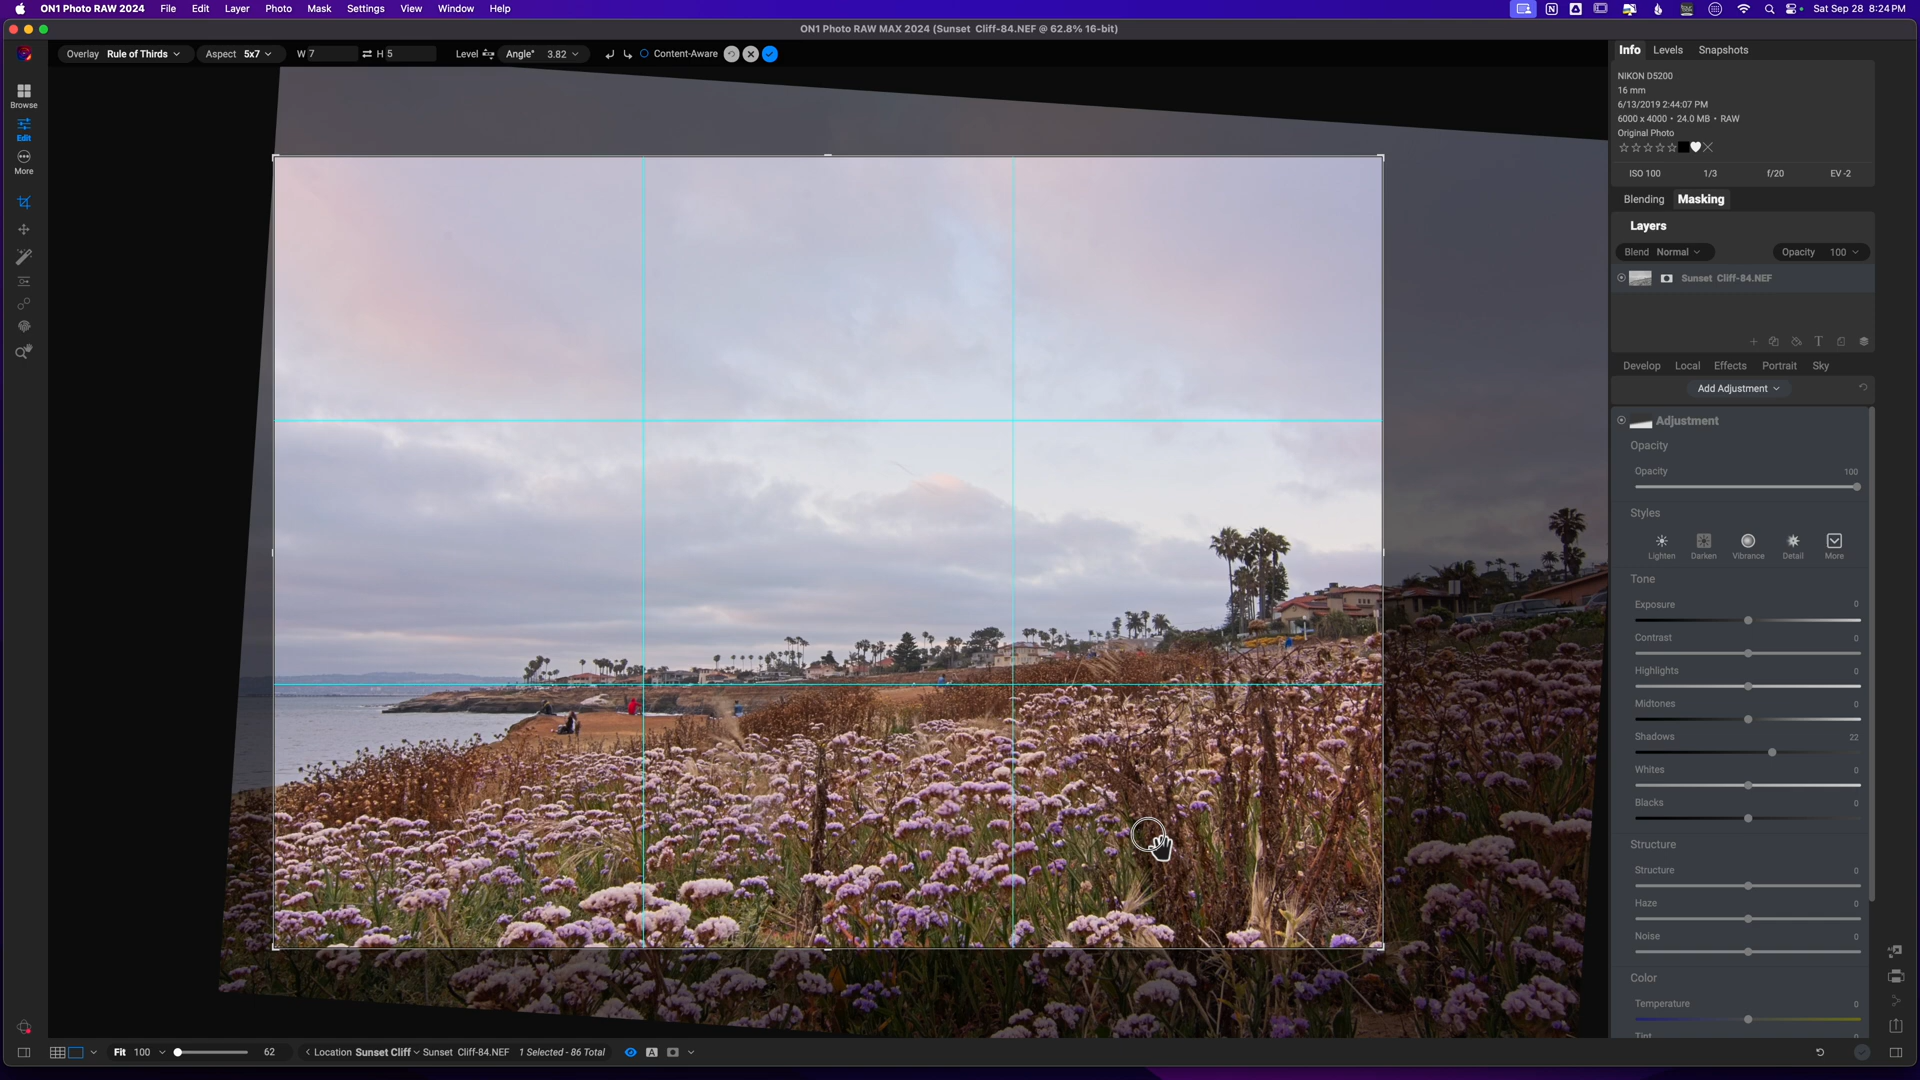 ON1 Photo RAW 2024 File Edit Layer Photo Mask Settings View Window Help Sat Sep 28 8:24 PM
ON1 Photo RAW MAX 2024 (Sunset Cliff-84.NEF @ 62.8% 16-bit)
Overlay Rule of Thirds Aspect 5x7 W 7 H 5 Level Angle° 3.82 Content-Aware
Browse
Edit
More
Info Levels Snapshots
NIKON D5200
16 mm
6/13/2019 2:44:07 PM
6000 x 4000 • 24.0 MB • RAW
Original Photo
ISO 100 1/3 f/20 EV -2
Blending Masking
Layers
Blend Normal Opacity 100
Sunset Cliff-84.NEF
Develop Local Effects Portrait Sky
Add Adjustment
Adjustment
Opacity
Opacity 100
Styles
Lighten Darken Vibrance Detail More
Tone
Exposure 0
Contrast 0
Highlights 0
Midtones 0
Shadows 22
Whites 0
Blacks 0
Structure
Structure 0
Haze 0
Noise 0
Color
Temperature 0
Tint
Fit 100 62 < Location Sunset Cliff Sunset Cliff-84.NEF 1 Selected - 86 Total A